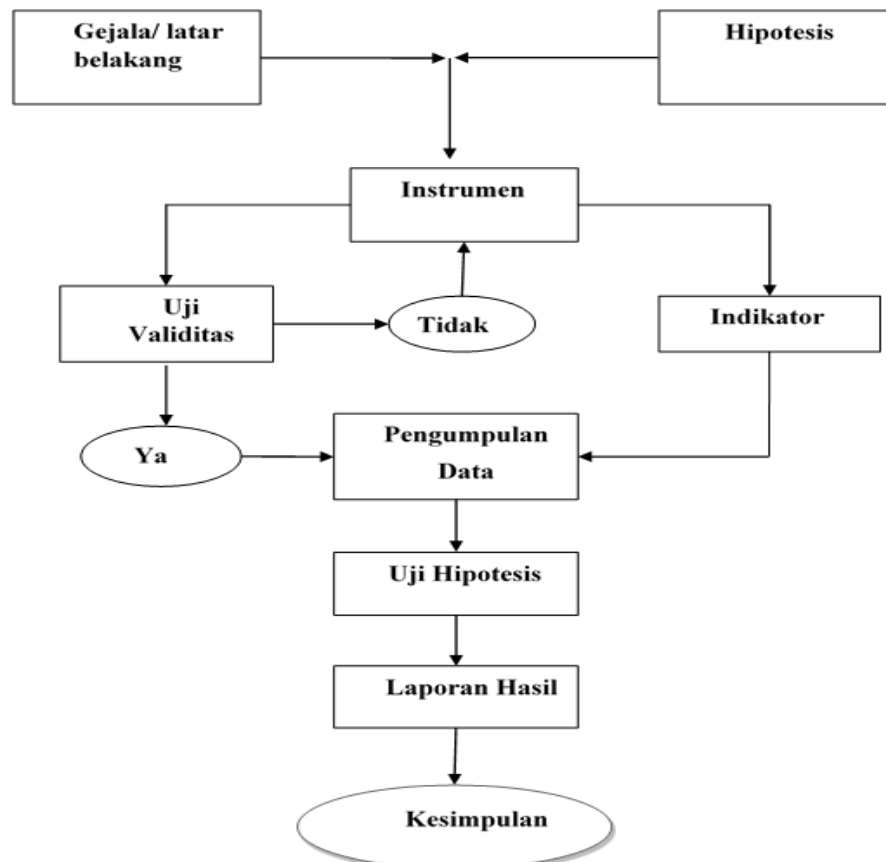 Gejala/ latar
belakang
Hipotesis
Instrumen
Uji
Validitas
Tidak
Indikator
Ya
Pengumpulan
Data
Uji Hipotesis
Laporan Hasil
Kesimpulan